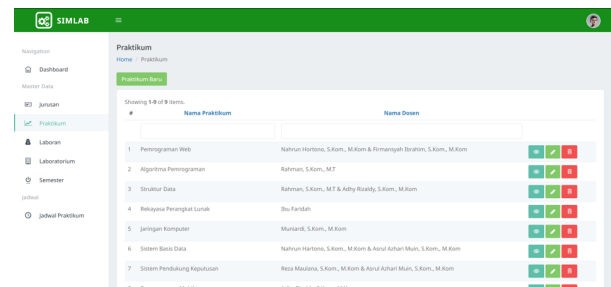 SIMLAB
Navigation
Dashboard
Master Data
Jurusan
Praktikum
Laboran
Laboratorium
Semester
Jadwal
Jadwal Praktikum
Praktikum
Home / Praktikum
Praktikum Baru
Showing 1-9 of 9 items.
# Nama Praktikum Nama Dosen
1 Pemrograman Web Nahrun Hortono, S.Kom., M.Kom & Firmansyah Ibrahim, S.Kom., M.Kom
2 Algoritma Pemrograman Rahman, S.Kom., M.T
3 Struktur Data Rahman, S.Kom., M.T & Adhy Rizaldy, S.Kom., M.Kom
4 Rekayasa Perangkat Lunak Ibu Faridah
5 Jaringan Komputer Muniardi, S.Kom., M.Kom
6 Sistem Basis Data Nahrun Hartono, S.Kom., M.Kom & Asrul Azhari Muin, S.Kom., M.Kom
7 Sistem Pendukung Keputusan Reza Maulana, S.Kom., M.Kom & Asrul Azhari Muin, S.Kom., M.Kom